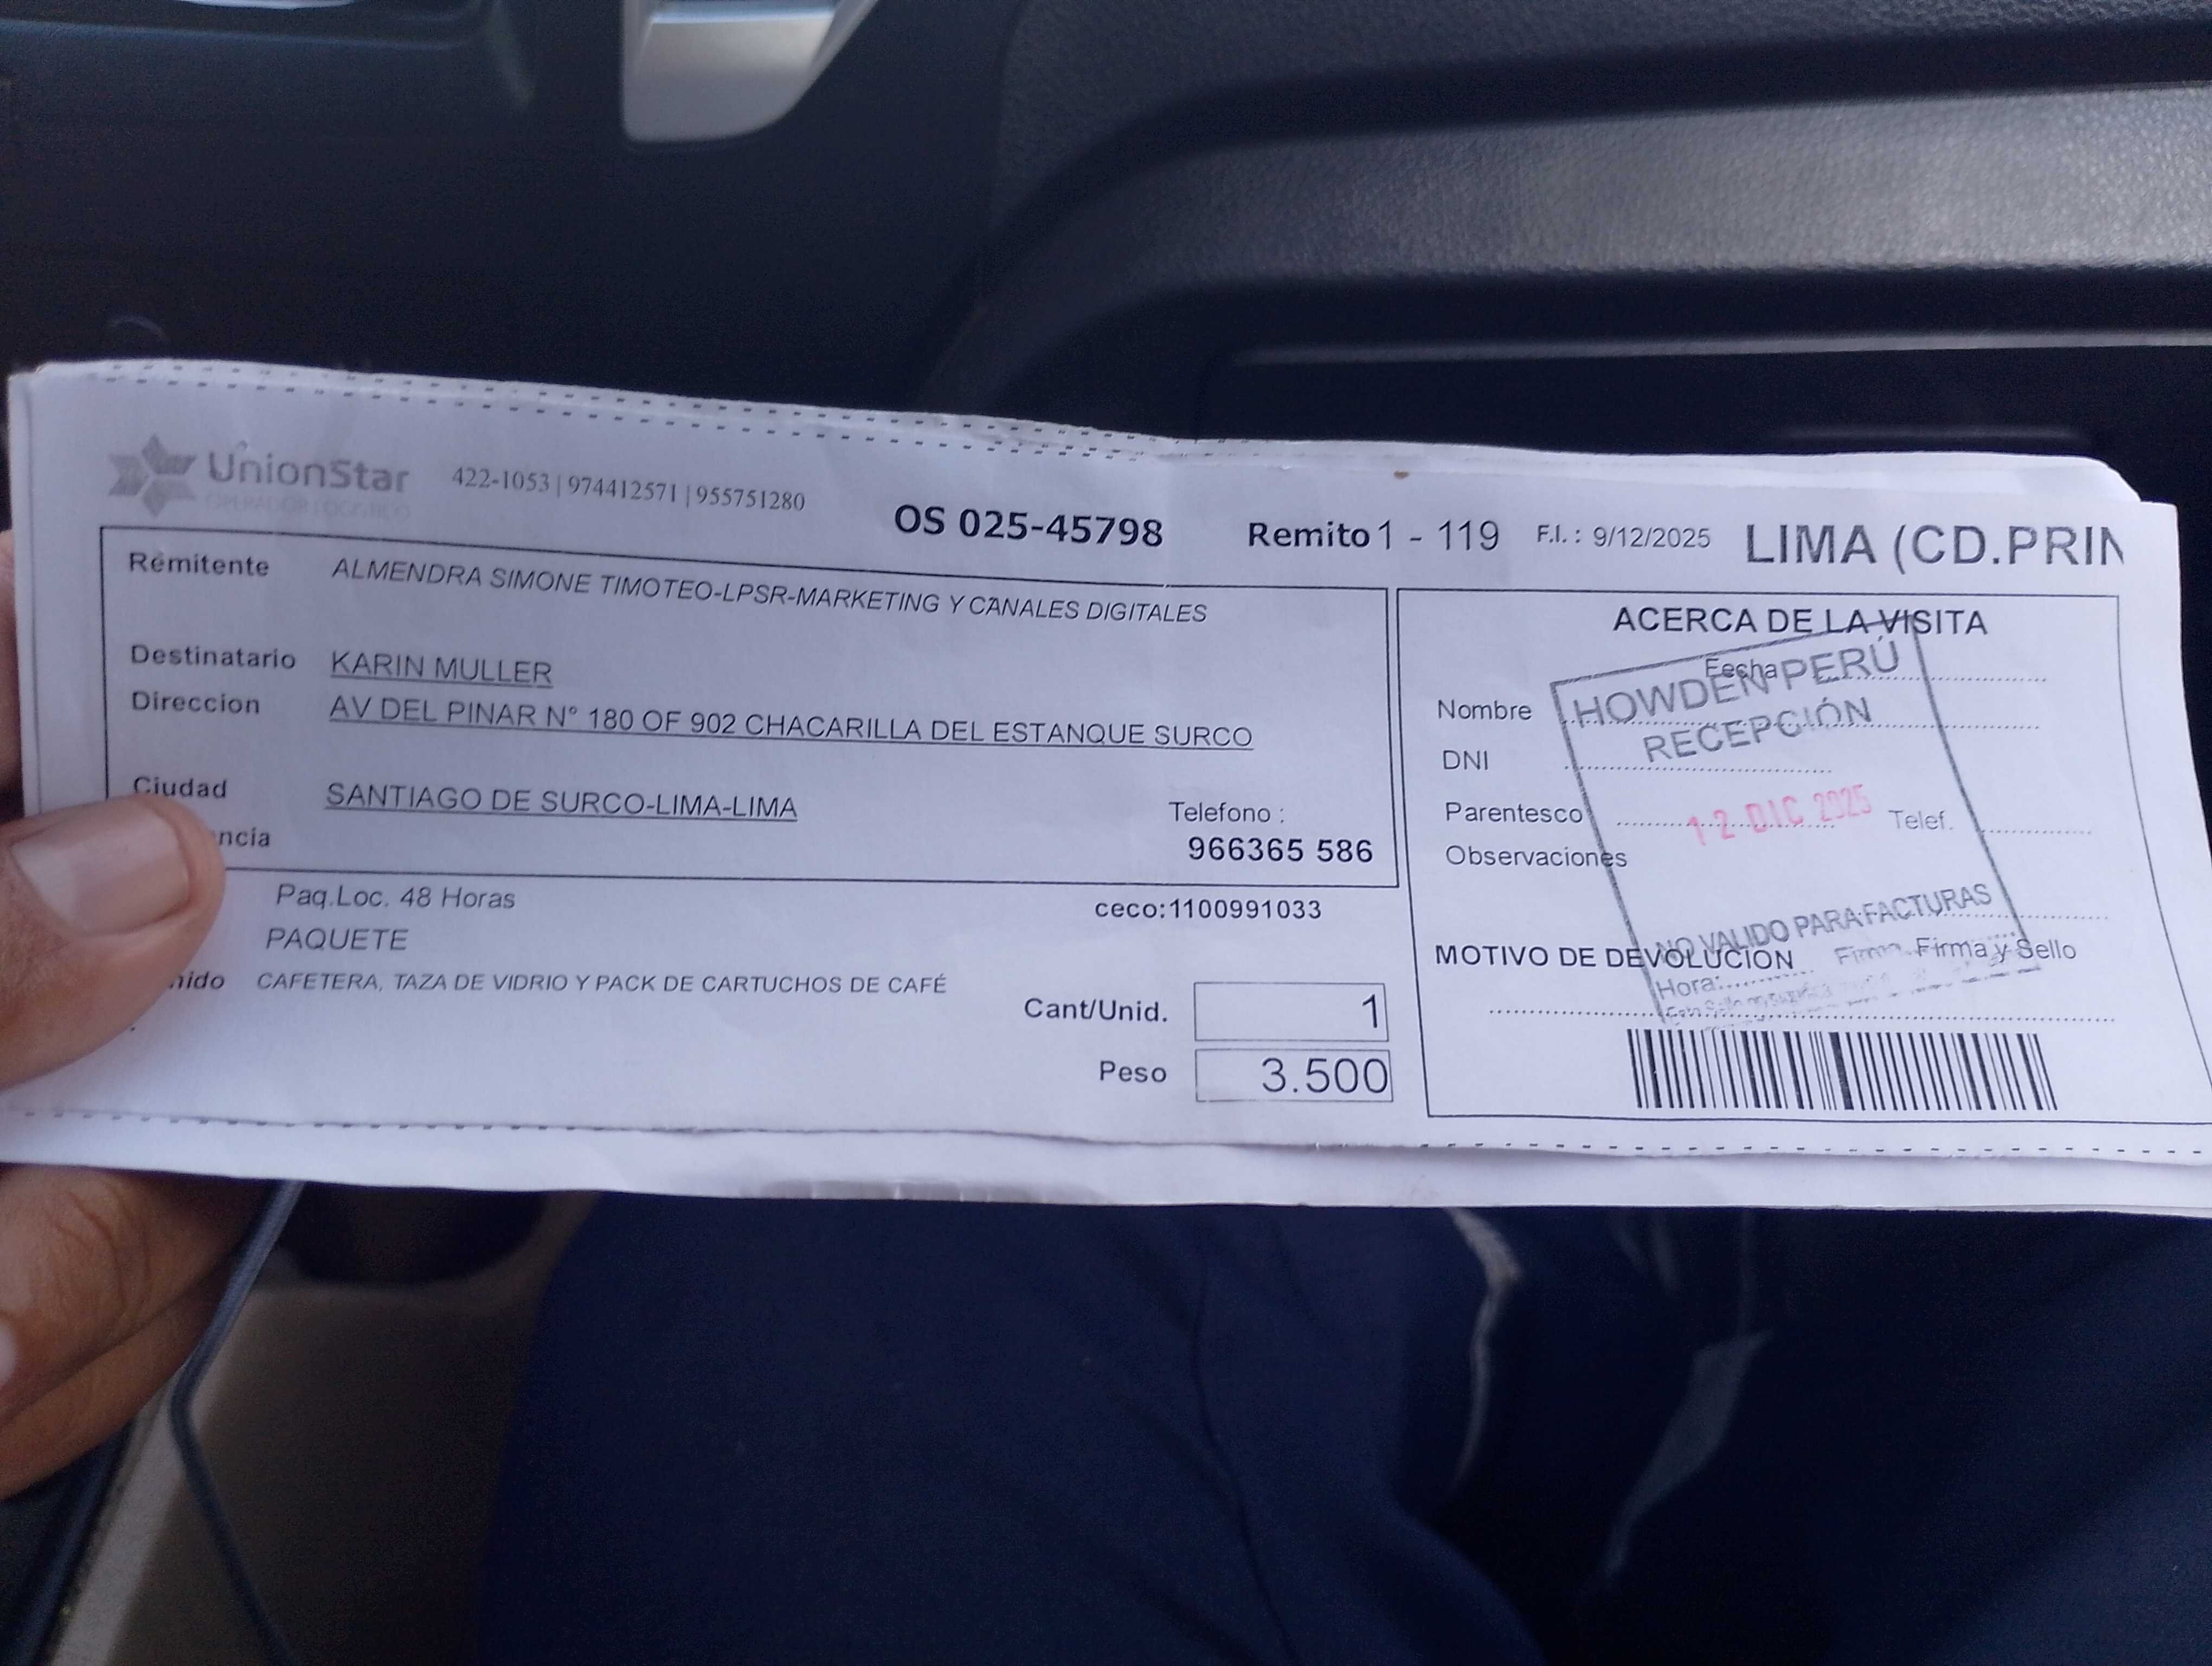 UnionStar
OPERADOR LOGISTICO
422-1053 | 974412571 | 955751280
OS 025-45798
Remito 1 - 119
F.I. : 9/12/2025
LIMA (CD.PRIN
Remitente ALMENDRA SIMONE TIMOTEO-LPSR-MARKETING Y CANALES DIGITALES
Destinatario KARIN MULLER
Direccion AV DEL PINAR N° 180 OF 902 CHACARILLA DEL ESTANQUE SURCO
Ciudad SANTIAGO DE SURCO-LIMA-LIMA
Telefono :
966365 586
ncia
Paq.Loc. 48 Horas
ceco:1100991033
PAQUETE
nido CAFETERA, TAZA DE VIDRIO Y PACK DE CARTUCHOS DE CAFÉ
Cant/Unid. 1
Peso 3.500
ACERCA DE LA VISITA
Fecha
Nombre
DNI
Parentesco
Telef.
Observaciones
MOTIVO DE DEVOLUCION
Firma y Sello
HOWDEN PERÚ
RECEPCIÓN
12 DIC 2025
NO VALIDO PARA FACTURAS
Hora: